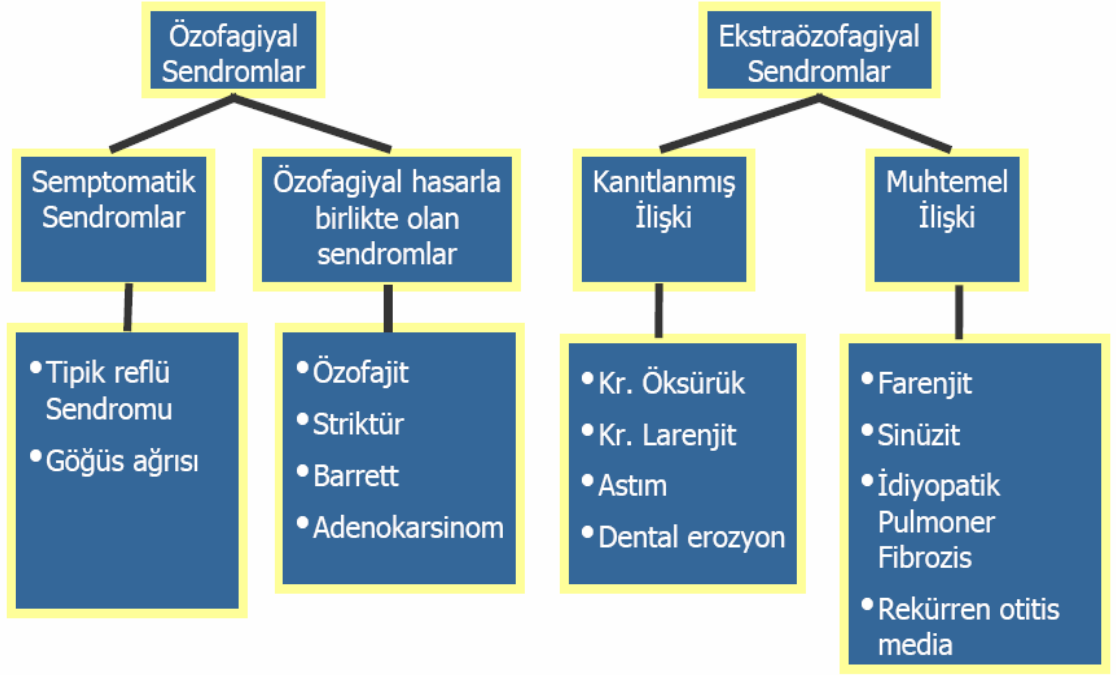 Özofagiyal
Sendromlar
Ekstraözofagiyal
Sendromlar
Semptomatik
Sendromlar
Özofagiyal hasarla
birlikte olan
sendromlar
Kanıtlanmış
İlişki
Muhtemel
İlişki
• Tipik reflü
Sendromu
• Göğüs ağrısı
• Özofajit
• Striktür
• Barrett
• Adenokarsinom
• Kr. Öksürük
• Kr. Larenjit
• Astım
• Dental erozyon
• Farenjit
• Sinüzit
• İdiyopatik
Pulmoner
Fibrozis
• Rekürren otitis
media